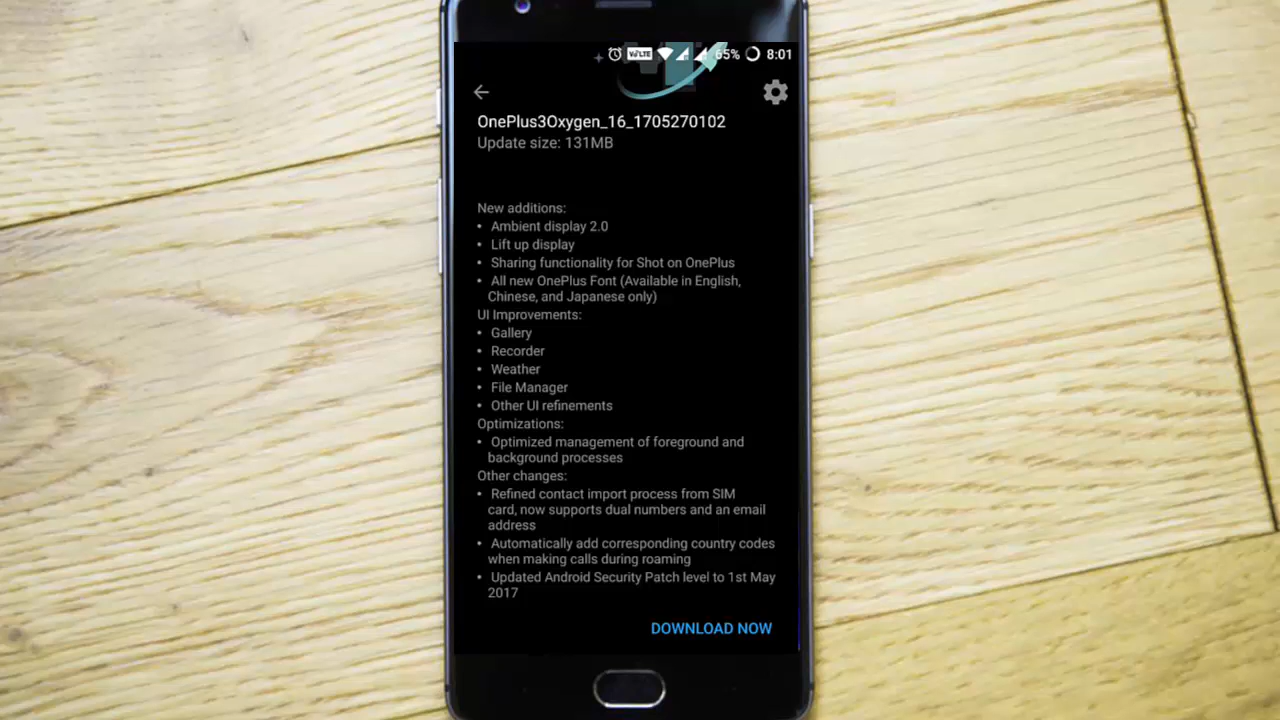 VoLTE 65% 8:01
OnePlus3Oxygen_16_1705270102
Update size: 131MB
New additions:
• Ambient display 2.0
• Lift up display
• Sharing functionality for Shot on OnePlus
• All new OnePlus Font (Available in English,
Chinese, and Japanese only)
UI Improvements:
• Gallery
• Recorder
• Weather
• File Manager
• Other UI refinements
Optimizations:
• Optimized management of foreground and
background processes
Other changes:
• Refined contact import process from SIM
card, now supports dual numbers and an email
address
• Automatically add corresponding country codes
when making calls during roaming
• Updated Android Security Patch level to 1st May
2017
DOWNLOAD NOW